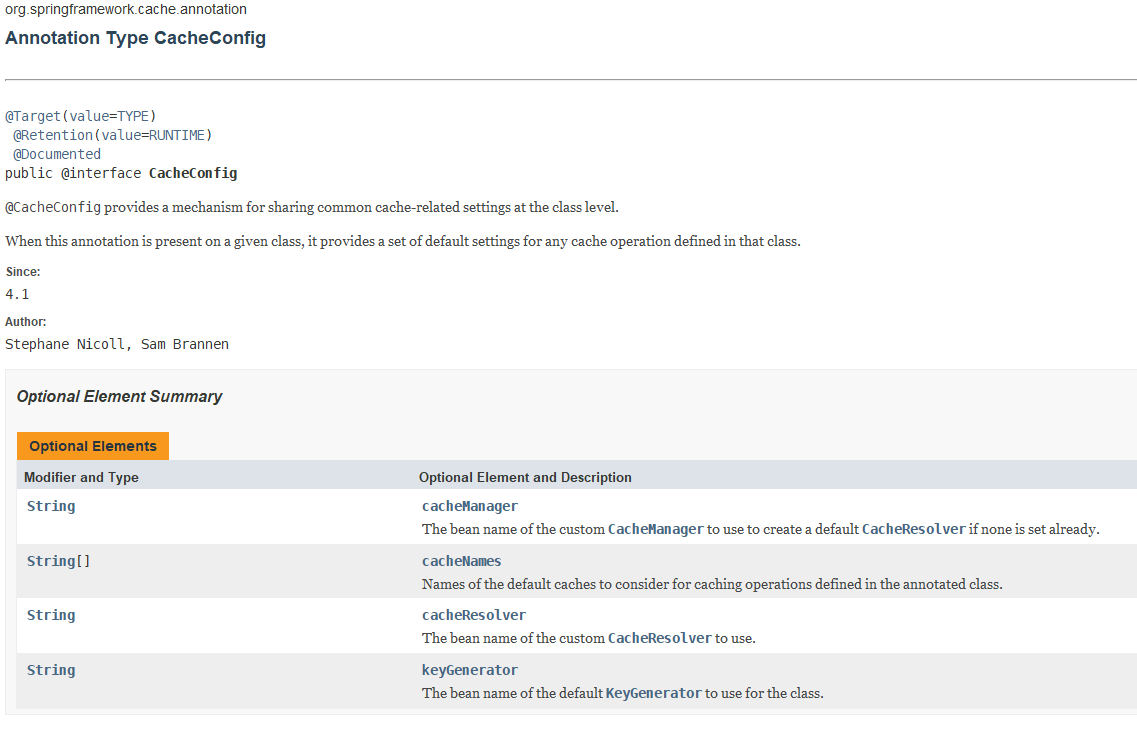 org.springframework.cache.annotation
Annotation Type CacheConfig
@Target(value=TYPE)
@Retention(value=RUNTIME)
@Documented
public @interface CacheConfig
@CacheConfig provides a mechanism for sharing common cache-related settings at the class level.
When this annotation is present on a given class, it provides a set of default settings for any cache operation defined in that class.
Since:
4.1
Author:
Stephane Nicoll, Sam Brannen
Optional Element Summary
Optional Elements
Modifier and Type Optional Element and Description
String cacheManager
The bean name of the custom CacheManager to use to create a default CacheResolver if none is set already.
String[] cacheNames
Names of the default caches to consider for caching operations defined in the annotated class.
String cacheResolver
The bean name of the custom CacheResolver to use.
String keyGenerator
The bean name of the default KeyGenerator to use for the class.